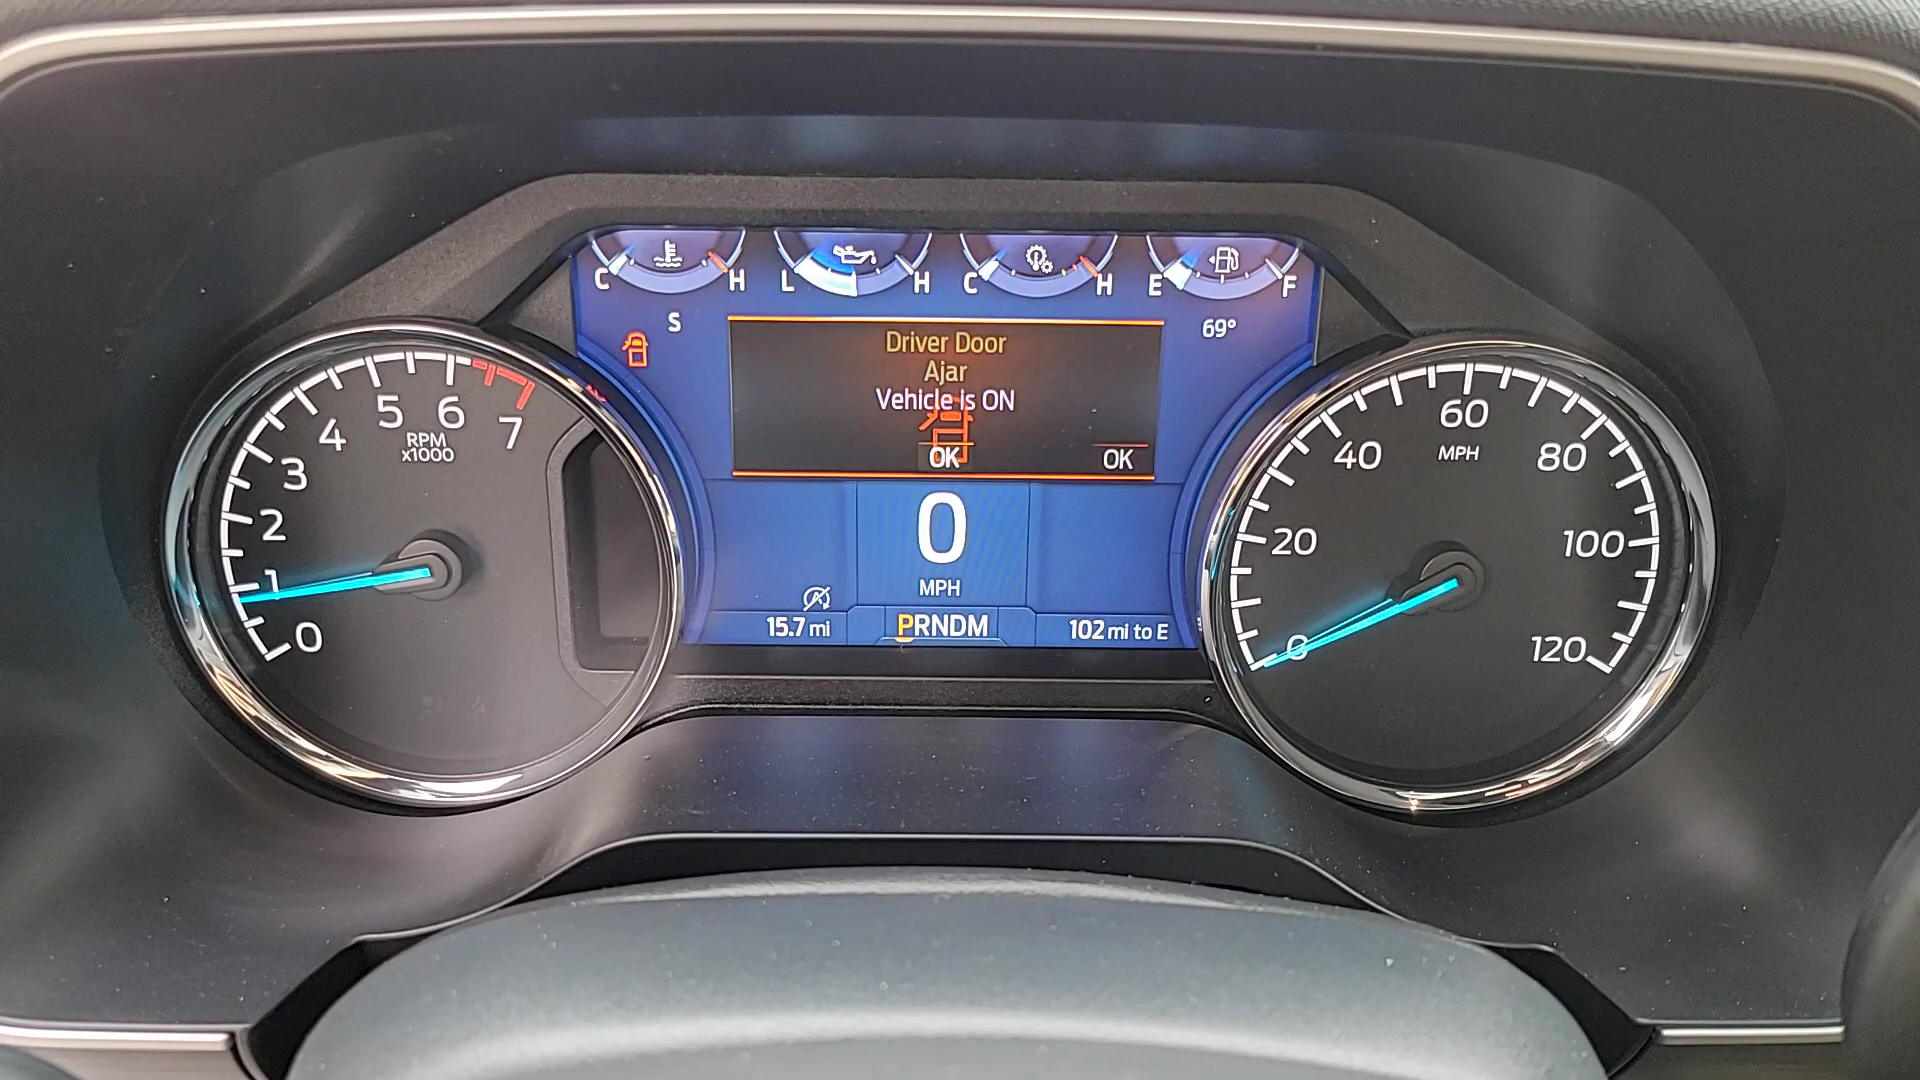 C H L H C H E F
S
69°
Driver Door
Ajar
Vehicle is ON
OK OK
0
MPH
15.7 mi
PRNDM
102 mi to E
0
1
2
3
4
5
6
7
RPM
x1000
0
20
40
60
80
100
120
MPH